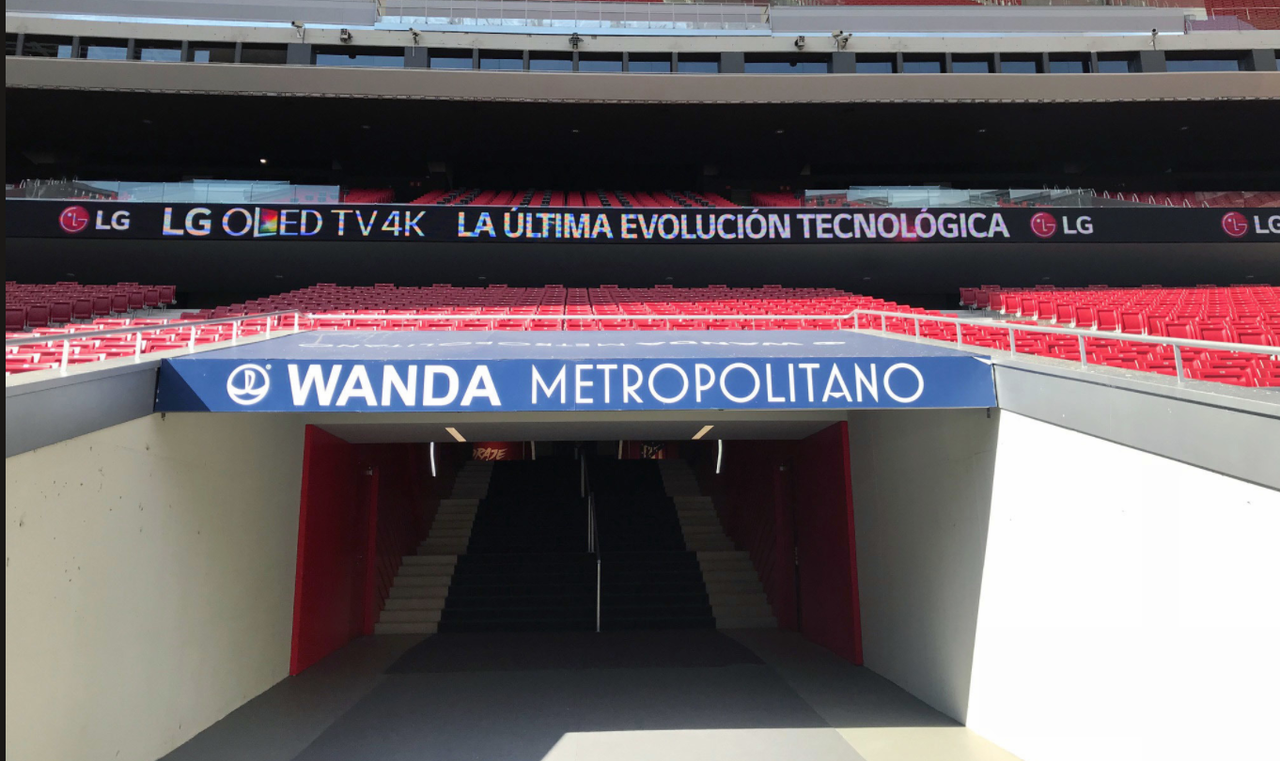 LG LG OLED TV 4K LA ÚLTIMA EVOLUCIÓN TECNOLÓGICA LG LG
WANDA METROPOLITANO